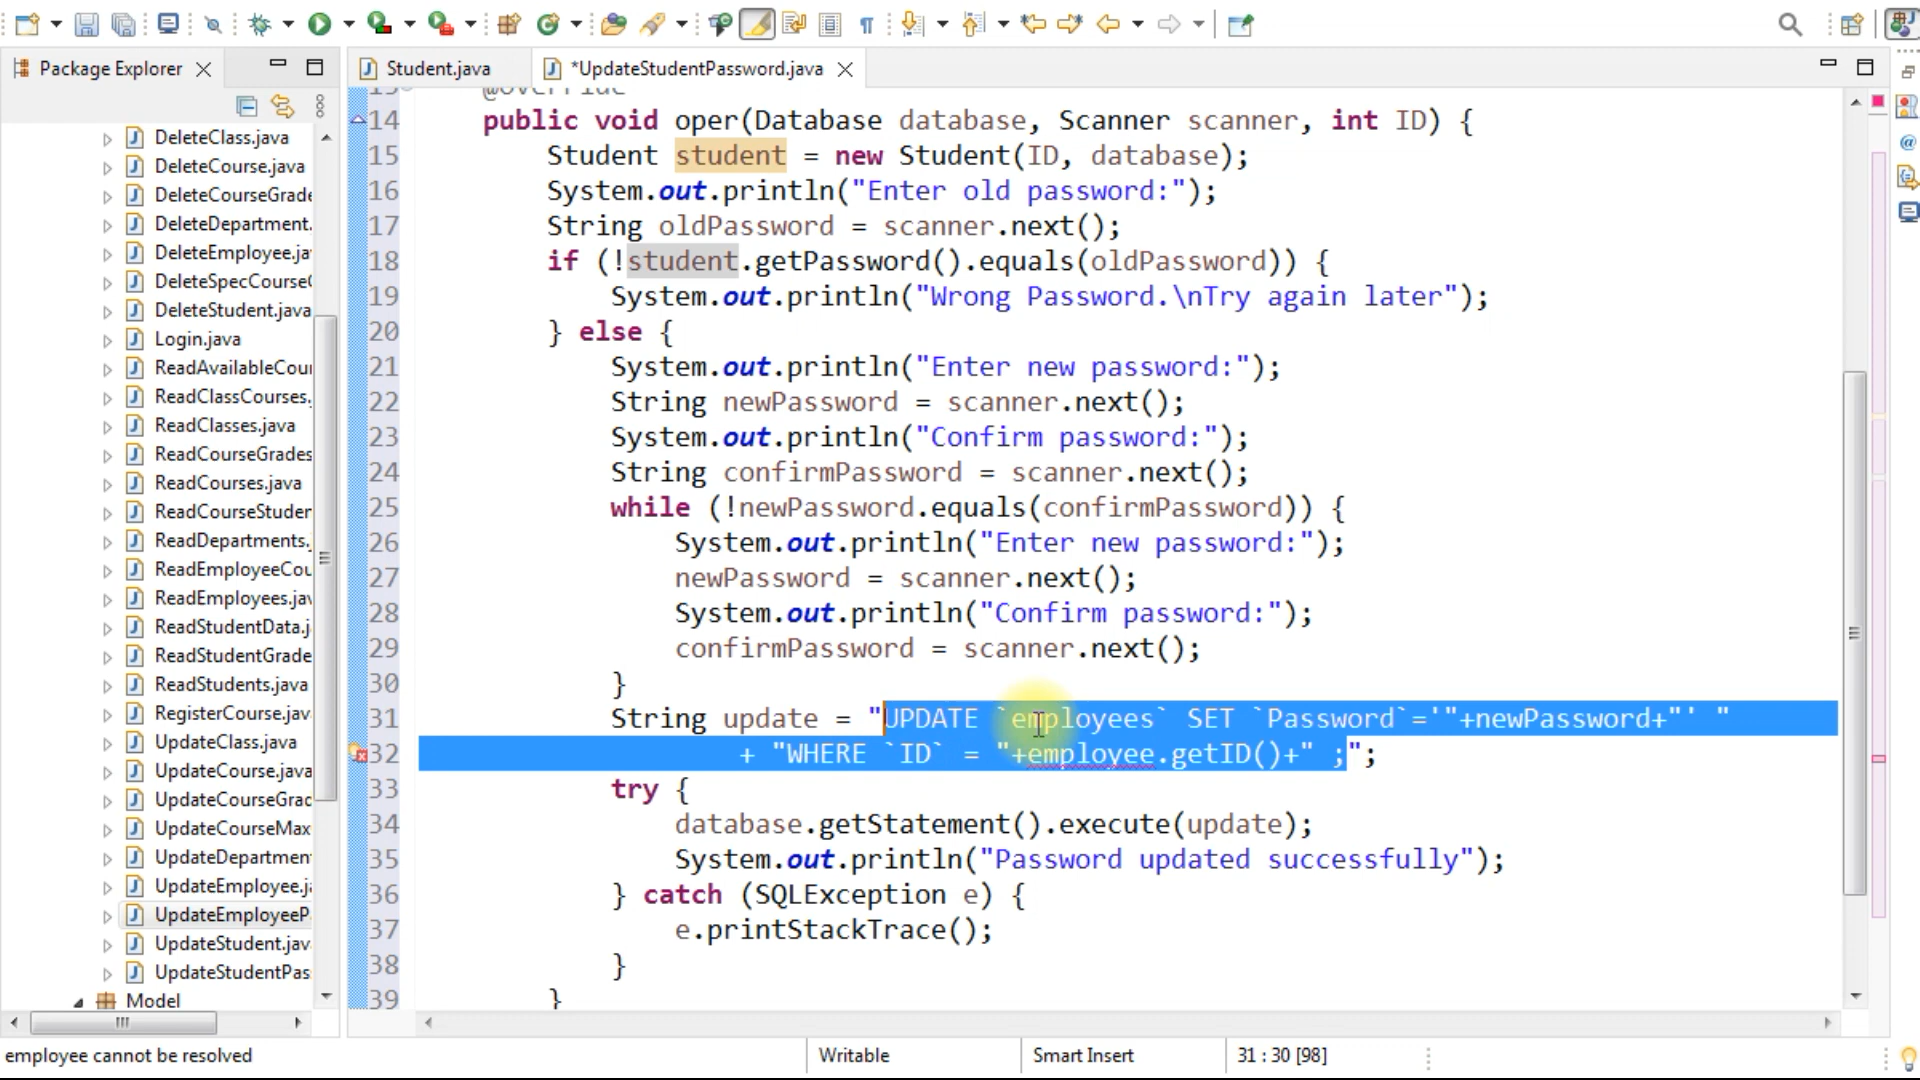 Package Explorer
Student.java
*UpdateStudentPassword.java
DeleteClass.java
DeleteCourse.java
DeleteCourseGrade
DeleteDepartment.
DeleteEmployee.ja
DeleteSpecCourse
DeleteStudent.java
Login.java
ReadAvailableCour
ReadClassCourses.
ReadClasses.java
ReadCourseGrades
ReadCourses.java
ReadCourseStuden
ReadDepartments.
ReadEmployeeCou
ReadEmployees.jav
ReadStudentData.j
ReadStudentGrade
ReadStudents.java
RegisterCourse.java
UpdateClass.java
UpdateCourse.java
UpdateCourseGrad
UpdateCourseMax
UpdateDepartment
UpdateEmployee.j
UpdateEmployeeP
UpdateStudent.jav
UpdateStudentPas
Model
14 public void oper(Database database, Scanner scanner, int ID) {
15 Student student = new Student(ID, database);
16 System.out.println("Enter old password:");
17 String oldPassword = scanner.next();
18 if (!student.getPassword().equals(oldPassword)) {
19 System.out.println("Wrong Password.\nTry again later");
20 } else {
21 System.out.println("Enter new password:");
22 String newPassword = scanner.next();
23 System.out.println("Confirm password:");
24 String confirmPassword = scanner.next();
25 while (!newPassword.equals(confirmPassword)) {
26 System.out.println("Enter new password:");
27 newPassword = scanner.next();
28 System.out.println("Confirm password:");
29 confirmPassword = scanner.next();
30 }
31 String update = "UPDATE `employees` SET `Password`='"+newPassword+"' "
32 + "WHERE `ID` = "+employee.getID()+" ;";
33 try {
34 database.getStatement().execute(update);
35 System.out.println("Password updated successfully");
36 } catch (SQLException e) {
37 e.printStackTrace();
38 }
39 }
employee cannot be resolved
Writable
Smart Insert
31 : 30 [98]